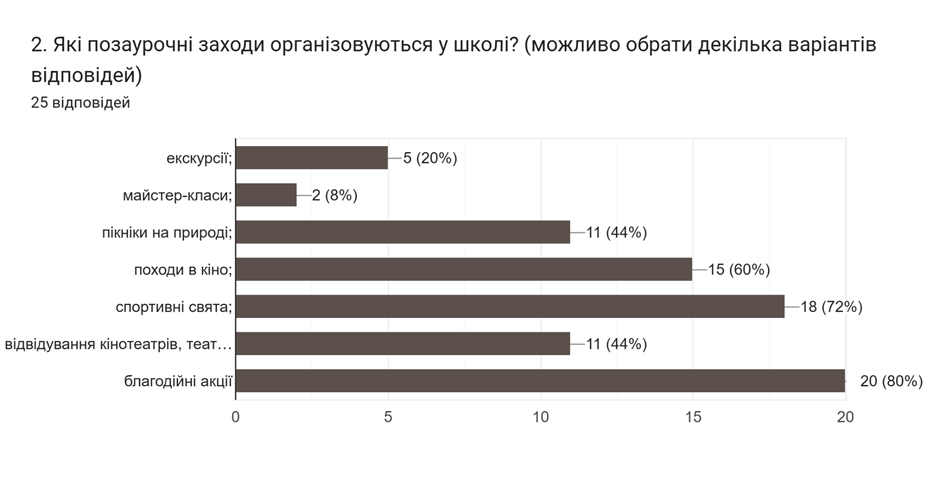 2. Які позаурочні заходи організовуються у школі? (можливо обрати декілька варіантів
відповідей)
25 відповідей
екскурсії; 5 (20%)
майстер-класи; 2 (8%)
пікніки на природі; 11 (44%)
походи в кіно; 15 (60%)
спортивні свята; 18 (72%)
відвідування кінотеатрів, теат… 11 (44%)
благодійні акції 20 (80%)
0 5 10 15 20